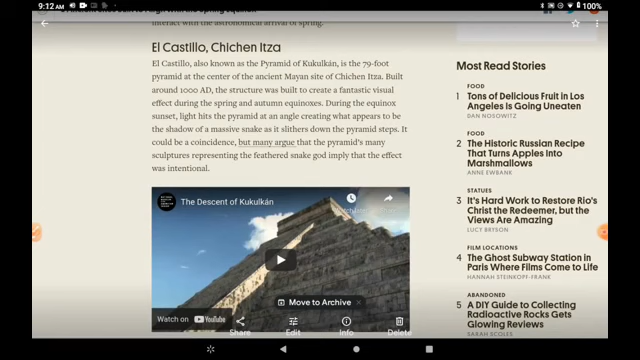 9:12 AM
100%
interact with the astronomical arrival of spring.
El Castillo, Chichen Itza
El Castillo, also known as the Pyramid of Kukulkán, is the 79-foot
pyramid at the center of the ancient Mayan site of Chichen Itza. Built
around 1000 AD, the structure was built to create a fantastic visual
effect during the spring and autumn equinoxes. During the equinox
sunset, light hits the pyramid at an angle creating what appears to be
the shadow of a massive snake as it slithers down the pyramid steps. It
could be a coincidence, but many argue that the pyramid's many
sculptures representing the feathered snake god imply that the effect
was intentional.
The Descent of Kukulkán
Move to Archive
Watch on YouTube
Share
Edit
Info
Delete
Most Read Stories
FOOD
1 Tons of Delicious Fruit in Los
Angeles Is Going Uneaten
DAN NOSOWITZ
FOOD
2 The Historic Russian Recipe
That Turns Apples Into
Marshmallows
ANNE EWBANK
STATUES
3 It's Hard Work to Restore Rio's
Christ the Redeemer, but the
Views Are Amazing
LUCY BRYSON
FILM LOCATIONS
4 The Ghost Subway Station in
Paris Where Films Come to Life
HANNAH STEINKOPF-FRANK
ABANDONED
5 A DIY Guide to Collecting
Radioactive Rocks Gets
Glowing Reviews
SARAH SCOLES